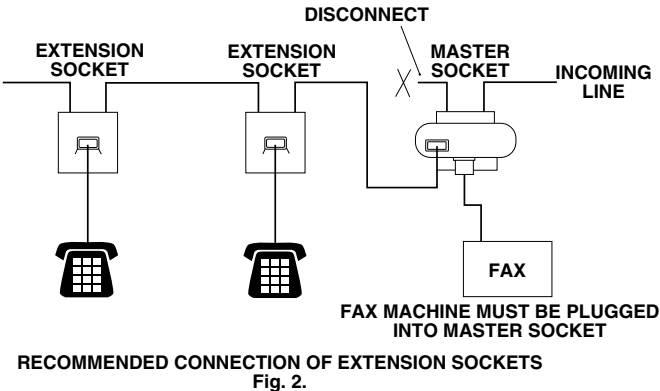 DISCONNECT
EXTENSION
SOCKET
EXTENSION
SOCKET
MASTER
SOCKET
INCOMING
LINE
FAX
FAX MACHINE MUST BE PLUGGED
INTO MASTER SOCKET
RECOMMENDED CONNECTION OF EXTENSION SOCKETS
Fig. 2.